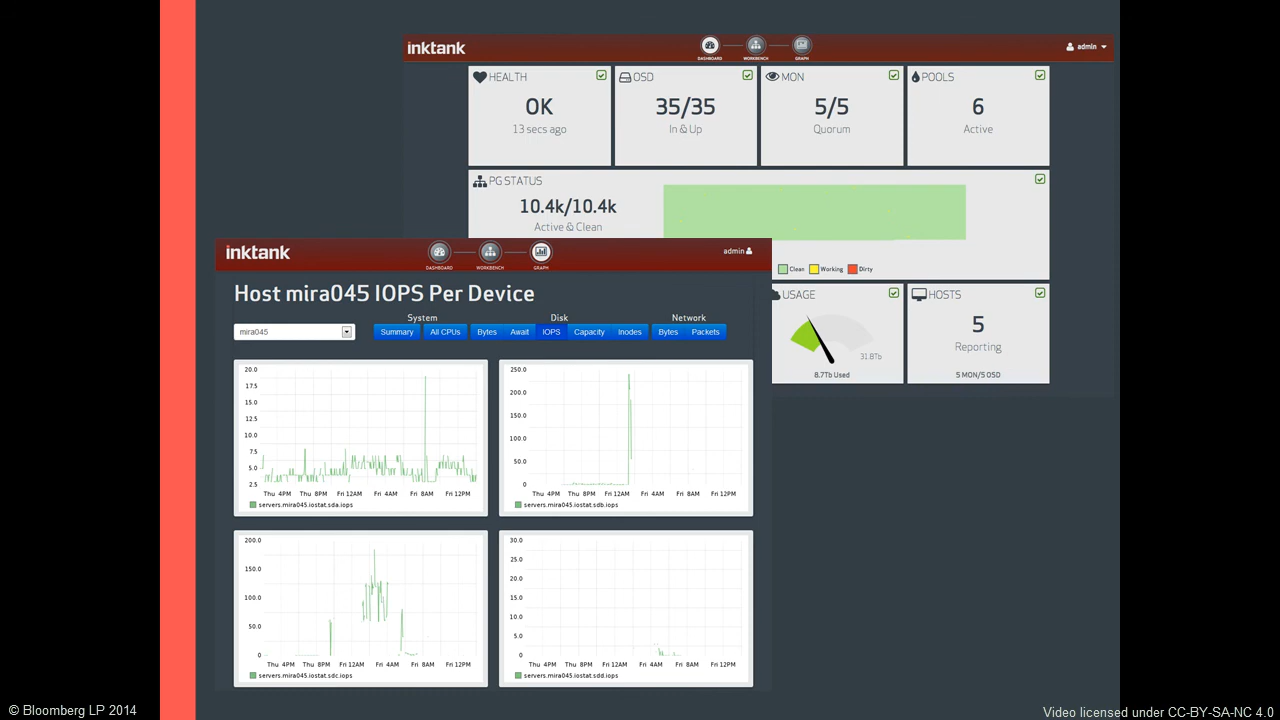 inktank
DASHBOARD WORKBENCH GRAPH
admin
HEALTH
OK
13 secs ago
OSD
35/35
In & Up
MON
5/5
Quorum
POOLS
6
Active
PG STATUS
10.4k/10.4k
Active & Clean
Clean Working Dirty
USAGE
31.8Tb
8.7Tb Used
HOSTS
5
Reporting
5 MON/5 OSD
inktank
DASHBOARD WORKBENCH GRAPH
admin
Host mira045 IOPS Per Device
System Disk Network
mira045
Summary All CPUs Bytes Await IOPS Capacity Inodes Bytes Packets
20.0
17.5
15.0
12.5
10.0
7.5
5.0
2.5
Thu 4PM Thu 8PM Fri 12AM Fri 4AM Fri 8AM Fri 12PM
servers.mira045.iostat.sda.iops
250.0
200.0
150.0
100.0
50.0
0
Thu 4PM Thu 8PM Fri 12AM Fri 4AM Fri 8AM Fri 12PM
servers.mira045.iostat.sdb.iops
200.0
150.0
100.0
50.0
0
Thu 4PM Thu 8PM Fri 12AM Fri 4AM Fri 8AM Fri 12PM
servers.mira045.iostat.sdc.iops
30.0
25.0
20.0
15.0
10.0
5.0
0
Thu 4PM Thu 8PM Fri 12AM Fri 4AM Fri 8AM Fri 12PM
servers.mira045.iostat.sdd.iops
© Bloomberg LP 2014
Video licensed under CC-BY-SA-NC 4.0